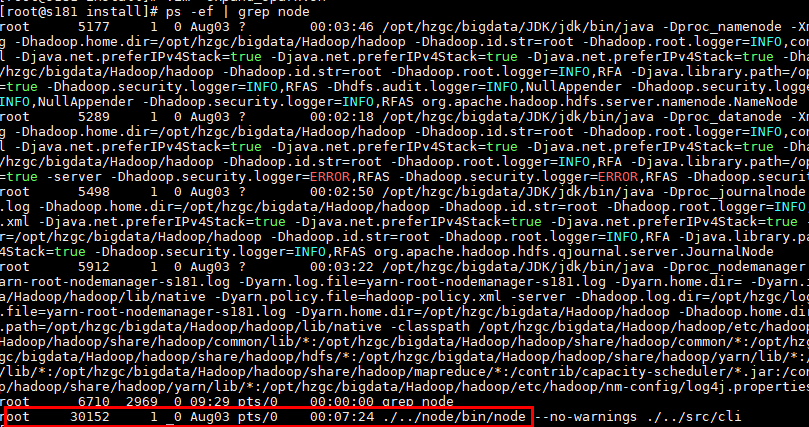 [root@s181 install]# ps -ef | grep node
root 5177 1 0 Aug03 ? 00:03:46 /opt/hzgc/bigdata/JDK/jdk/bin/java -Dproc_namenode -Xm
g -Dhadoop.home.dir=/opt/hzgc/bigdata/Hadoop/hadoop -Dhadoop.id.str=root -Dhadoop.root.logger=INFO,co
l -Djava.net.preferIPv4Stack=true -Djava.net.preferIPv4Stack=true -Djava.net.preferIPv4Stack=true -Dh
/hzgc/bigdata/Hadoop/hadoop -Dhadoop.id.str=root -Dhadoop.root.logger=INFO,RFA -Djava.library.path=/o
true -Dhadoop.security.logger=INFO,RFAS -Dhdfs.audit.logger=INFO,NullAppender -Dhadoop.security.logge
INFO,NullAppender -Dhadoop.security.logger=INFO,RFAS org.apache.hadoop.hdfs.server.namenode.NameNode
root 5289 1 0 Aug03 ? 00:02:18 /opt/hzgc/bigdata/JDK/jdk/bin/java -Dproc_datanode -Xm
g -Dhadoop.home.dir=/opt/hzgc/bigdata/Hadoop/hadoop -Dhadoop.id.str=root -Dhadoop.root.logger=INFO,co
l -Djava.net.preferIPv4Stack=true -Djava.net.preferIPv4Stack=true -Djava.net.preferIPv4Stack=true -Dh
/hzgc/bigdata/Hadoop/hadoop -Dhadoop.id.str=root -Dhadoop.root.logger=INFO,RFA -Djava.library.path=/op
true -server -Dhadoop.security.logger=ERROR,RFAS -Dhadoop.security.logger=ERROR,RFAS -Dhadoop.securit
root 5498 1 0 Aug03 ? 00:02:50 /opt/hzgc/bigdata/JDK/jdk/bin/java -Dproc_journalnode
.log -Dhadoop.home.dir=/opt/hzgc/bigdata/Hadoop/hadoop -Dhadoop.id.str=root -Dhadoop.root.logger=INFO
.xml -Djava.net.preferIPv4Stack=true -Djava.net.preferIPv4Stack=true -Djava.net.preferIPv4Stack=true
r=/opt/hzgc/bigdata/Hadoop/hadoop -Dhadoop.id.str=root -Dhadoop.root.logger=INFO,RFA -Djava.library.pa
4Stack=true -Dhadoop.security.logger=INFO,RFAS org.apache.hadoop.hdfs.qjournal.server.JournalNode
root 5912 1 0 Aug03 ? 00:03:22 /opt/hzgc/bigdata/JDK/jdk/bin/java -Dproc_nodemanager
arn-root-nodemanager-s181.log -Dyarn.log.file=yarn-root-nodemanager-s181.log -Dyarn.home.dir= -Dyarn.i
Hadoop/hadoop/lib/native -Dyarn.policy.file=hadoop-policy.xml -server -Dhadoop.log.dir=/opt/hzgc/log
.file=yarn-root-nodemanager-s181.log -Dyarn.home.dir=/opt/hzgc/bigdata/Hadoop/hadoop -Dhadoop.home.di
.path=/opt/hzgc/bigdata/Hadoop/hadoop/lib/native -classpath /opt/hzgc/bigdata/Hadoop/hadoop/etc/hadoop
Hadoop/hadoop/share/hadoop/common/lib/*:/opt/hzgc/bigdata/Hadoop/hadoop/share/hadoop/common/*:/opt/hzg
gc/bigdata/Hadoop/hadoop/share/hadoop/hdfs/*:/opt/hzgc/bigdata/Hadoop/hadoop/share/hadoop/yarn/lib/*:
/lib/*:/opt/hzgc/bigdata/Hadoop/hadoop/share/hadoop/mapreduce/*:/contrib/capacity-scheduler/*.jar:/con
op/hadoop/share/hadoop/yarn/lib/*:/opt/hzgc/bigdata/Hadoop/hadoop/etc/hadoop/nm-config/log4j.properties
root 6710 2969 0 09:29 pts/0 00:00:00 grep node
root 30152 1 0 Aug03 pts/0 00:07:24 ./../node/bin/node --no-warnings ./../src/cli